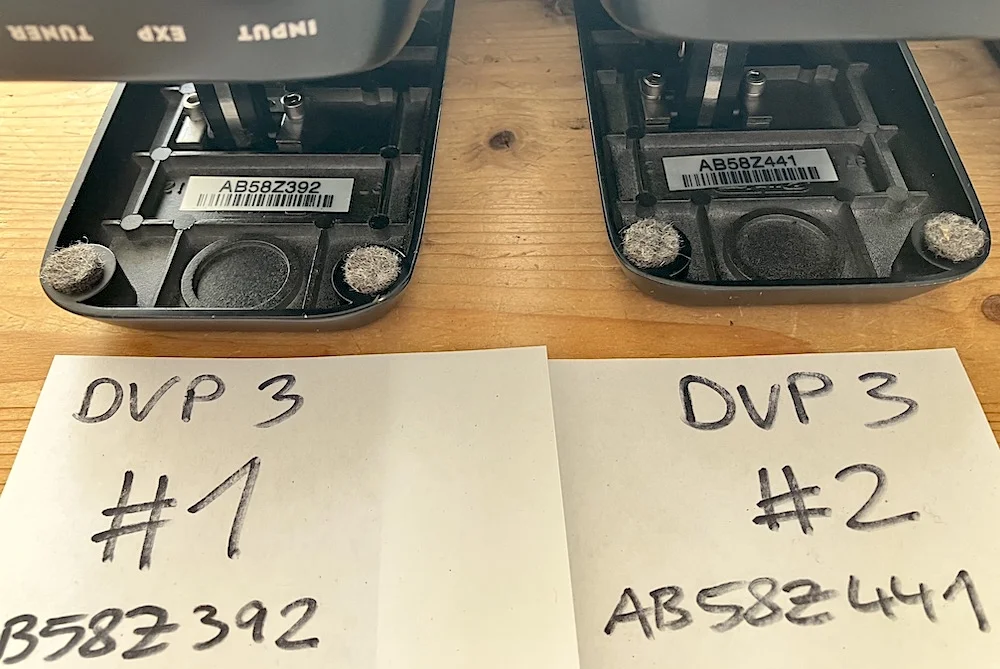 INPUT
EXP
TUNER
AB58Z392
AB58Z441
DVP 3
#1
B58Z392
DVP 3
#2
AB58Z441